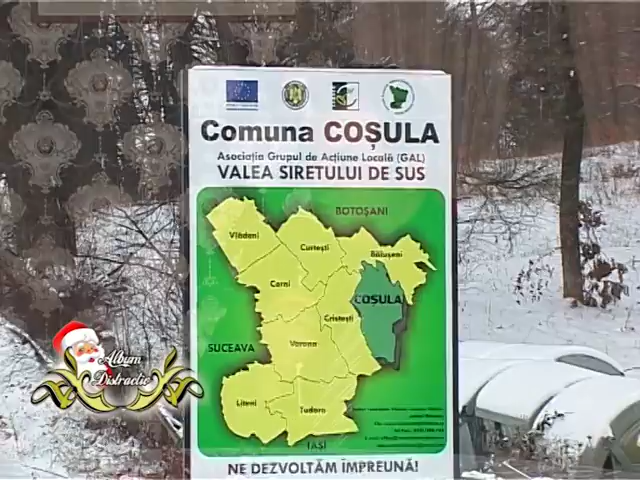 Comuna COȘULA
Asociația Grupul de Acțiune Locală (GAL)
VALEA SIRETULUI DE SUS
BOTOȘANI
Vlădeni
Curtești
Bălușeni
Corni
COȘULA
Cristești
SUCEAVA
Vorona
Liteni
Tudora
IAȘI
NE DEZVOLTĂM ÎMPREUNĂ!
Album
Distractie